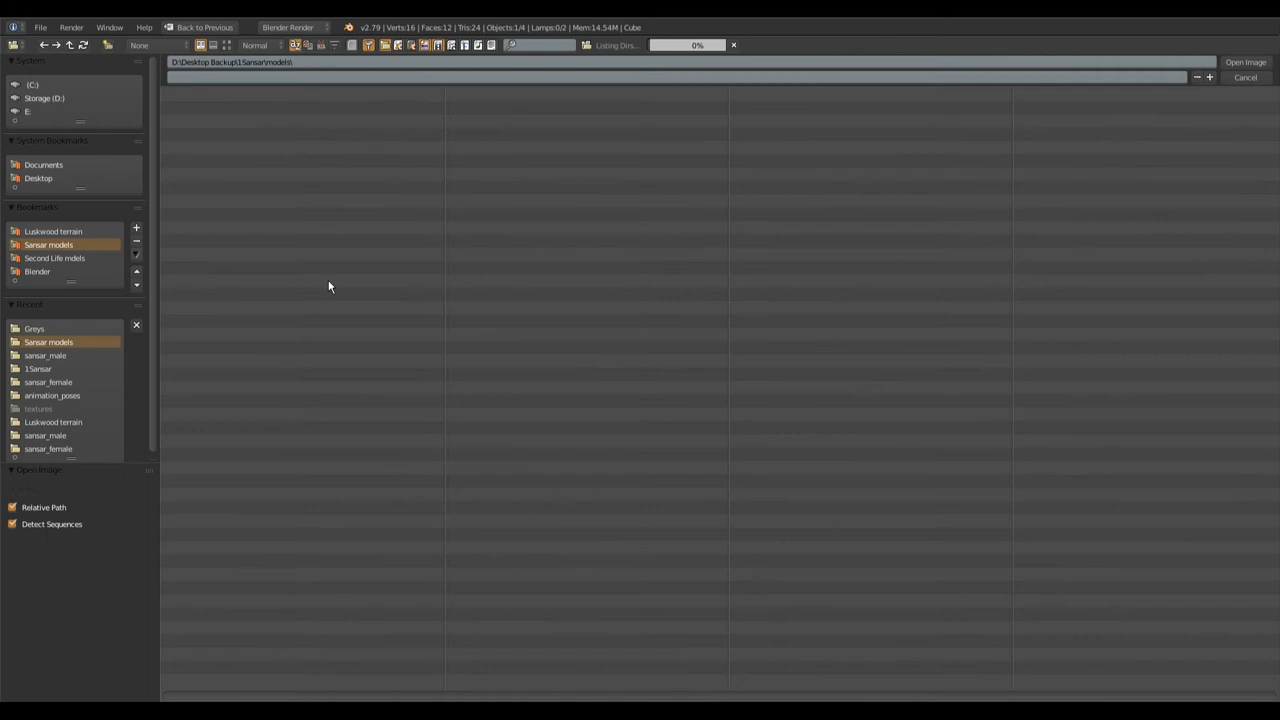 File Render Window Help Back to Previous Blender Render v2.79 | Verts:16 | Faces:12 | Tris:24 | Objects:1/4 | Lamps:0/2 | Mem:14.54M | Cube
None Normal Listing Dirs... 0%
System
(C:)
Storage (D:)
E:
System Bookmarks
Documents
Desktop
Bookmarks
Luskwood terrain
Sansar models
Second Life mdels
Blender
Recent
Greys
Sansar models
sansar_male
1Sansar
sansar_female
animation_poses
textures
Luskwood terrain
sansar_male
sansar_female
Open Image
Relative Path
Detect Sequences
D:\Desktop Backup\1Sansar\models\
Open Image
Cancel